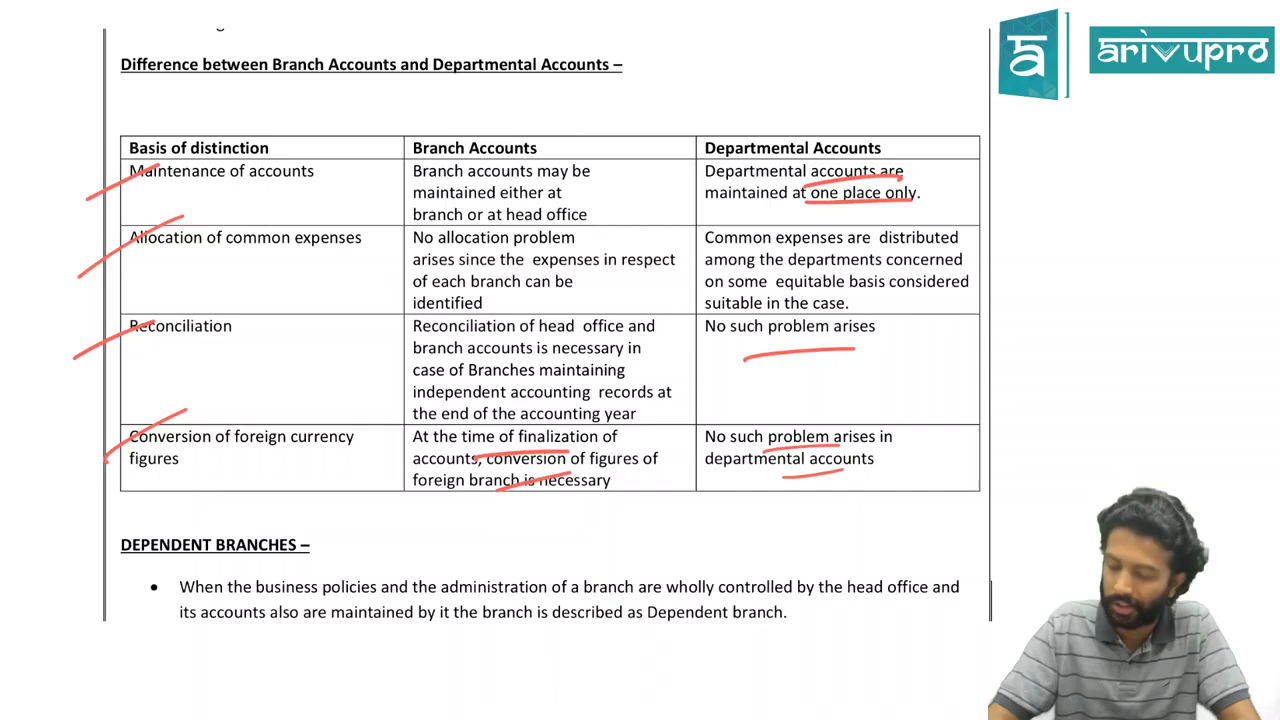 arivupro
Difference between Branch Accounts and Departmental Accounts –
Basis of distinction
Branch Accounts
Departmental Accounts
Maintenance of accounts
Branch accounts may be
maintained either at
branch or at head office
Departmental accounts are
maintained at one place only.
Allocation of common expenses
No allocation problem
arises since the expenses in respect
of each branch can be
identified
Common expenses are distributed
among the departments concerned
on some equitable basis considered
suitable in the case.
Reconciliation
Reconciliation of head office and
branch accounts is necessary in
case of Branches maintaining
independent accounting records at
the end of the accounting year
No such problem arises
Conversion of foreign currency
figures
At the time of finalization of
accounts, conversion of figures of
foreign branch is necessary
No such problem arises in
departmental accounts
DEPENDENT BRANCHES –
• When the business policies and the administration of a branch are wholly controlled by the head office and
its accounts also are maintained by it the branch is described as Dependent branch.